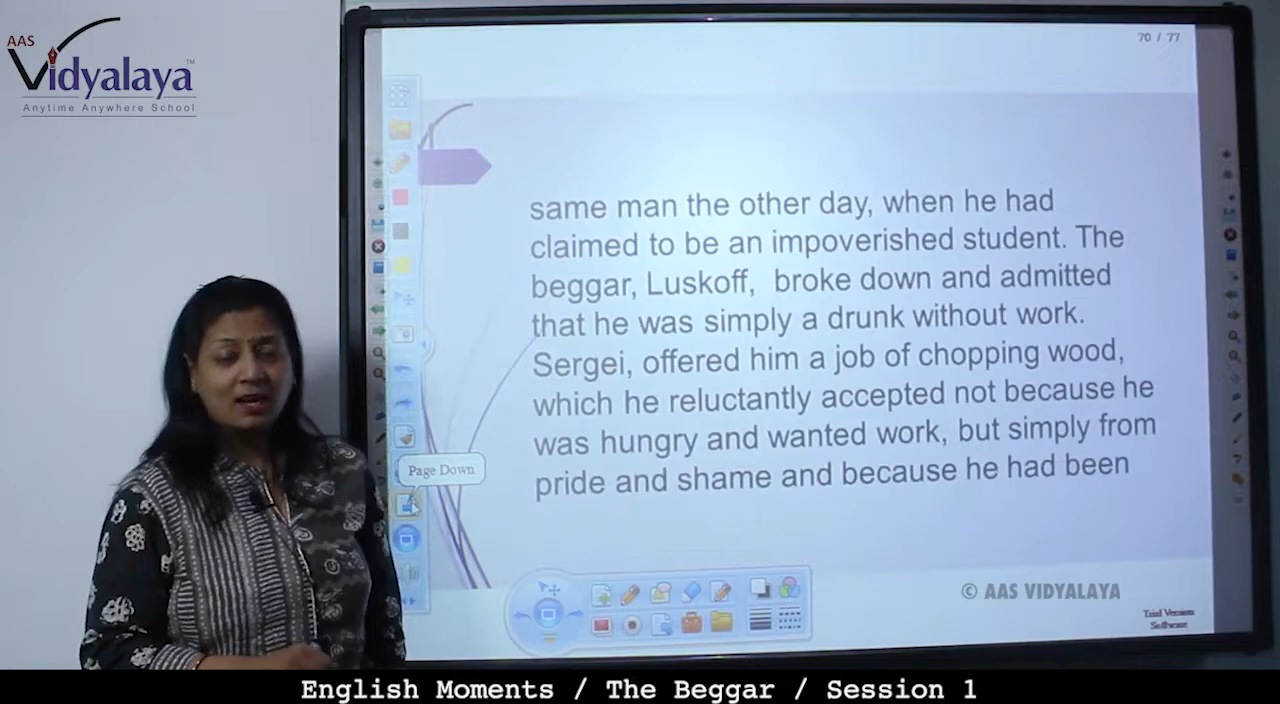 AAS
Vidyalaya
TM
Anytime Anywhere School
70 / 77
same man the other day, when he had
claimed to be an impoverished student. The
beggar, Luskoff, broke down and admitted
that he was simply a drunk without work.
Sergei, offered him a job of chopping wood,
which he reluctantly accepted not because he
was hungry and wanted work, but simply from
pride and shame and because he had been
Page Down
© AAS VIDYALAYA
Trial Version
Software
English Moments / The Beggar / Session 1